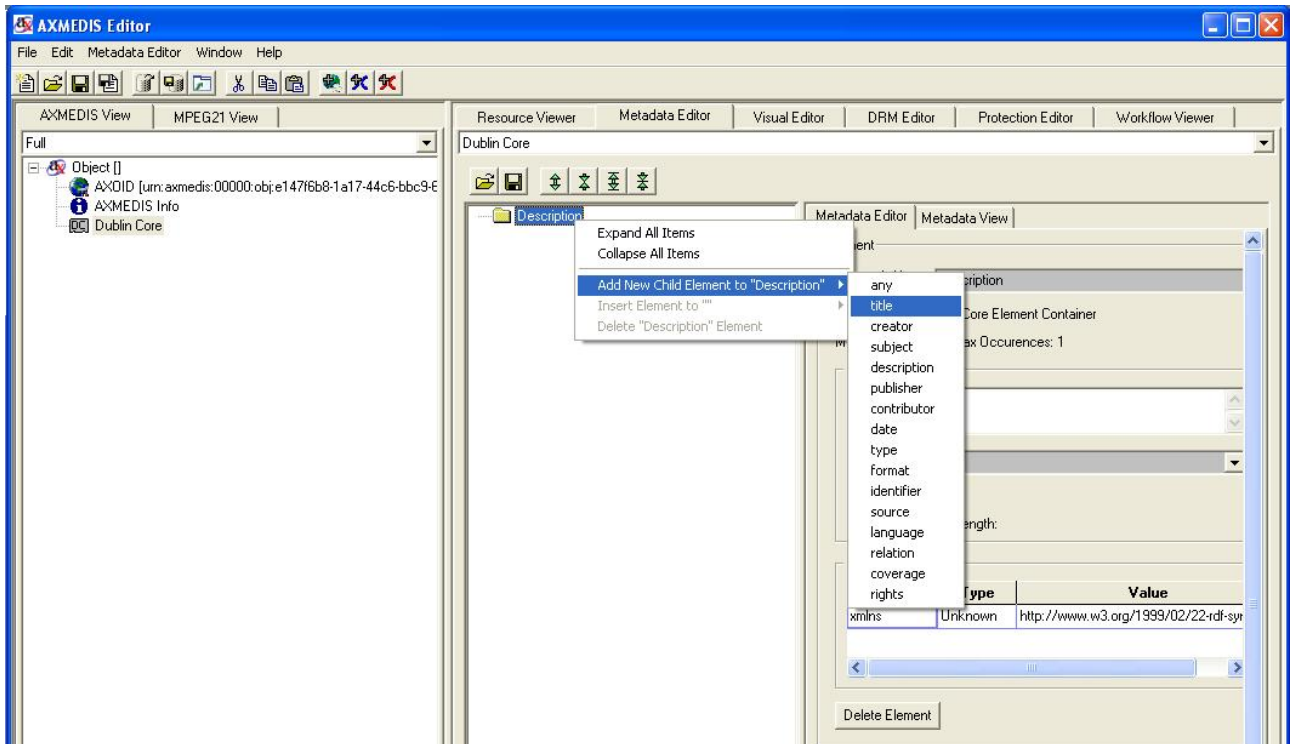 AXMEDIS Editor
File Edit Metadata Editor Window Help
AXMEDIS View MPEG21 View
Full
Object []
AXOID [urn:axmedis:00000:obj:e147f6b8-1a17-44c6-bbc9-6
AXMEDIS Info
DC Dublin Core
Resource Viewer Metadata Editor Visual Editor DRM Editor Protection Editor Workflow Viewer
Dublin Core
Description
Metadata Editor Metadata View
Expand All Items
Collapse All Items
Add New Child Element to "Description"
Insert Element to ""
Delete "Description" Element
any
title
creator
subject
description
publisher
contributor
date
type
format
identifier
source
language
relation
coverage
rights
ent
cription
Core Element Container
M ax Occurences: 1
ength:
Type Value
xmlns Unknown http://www.w3.org/1999/02/22-rdf-syn
Delete Element